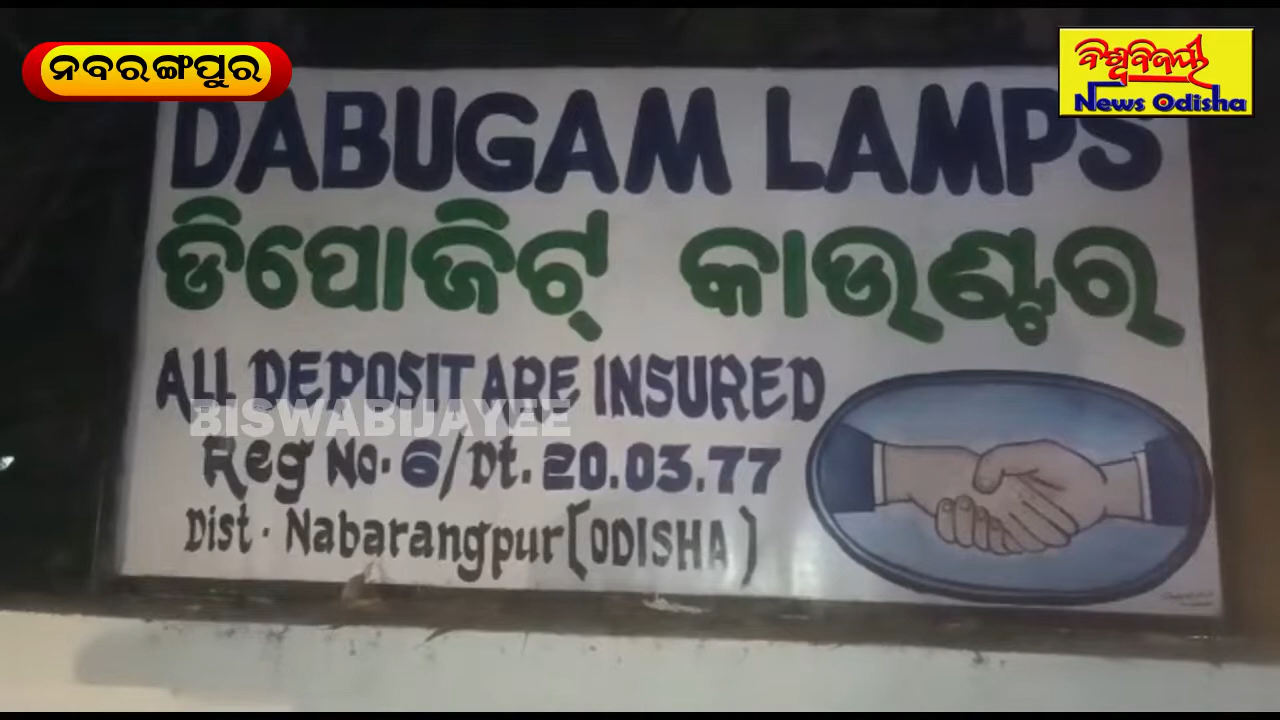 ନବରଙ୍ଗପୁର
ବିଶ୍ୱବିଜୟୀ
News Odisha
DABUGAM LAMPS
ଡିପୋଜିଟ୍ କାଉଣ୍ଟର
ALL DEPOSIT ARE INSURED
BISWABIJAYEE
Reg No. 6/Dt. 20.03.77
Dist. Nabarangpur (ODISHA)